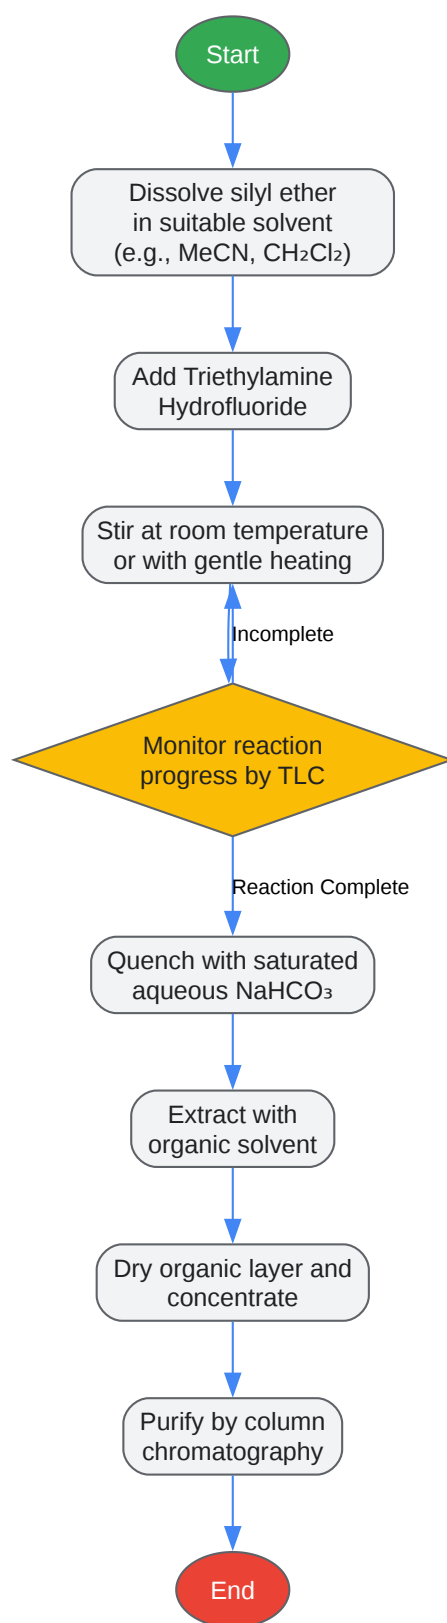 Start
Dissolve silyl ether
in suitable solvent
(e.g., MeCN, CH₂Cl₂)
Add Triethylamine
Hydrofluoride
Stir at room temperature
or with gentle heating
Incomplete
Monitor reaction
progress by TLC
Reaction Complete
Quench with saturated
aqueous NaHCO₃
Extract with
organic solvent
Dry organic layer and
concentrate
Purify by column
chromatography
End